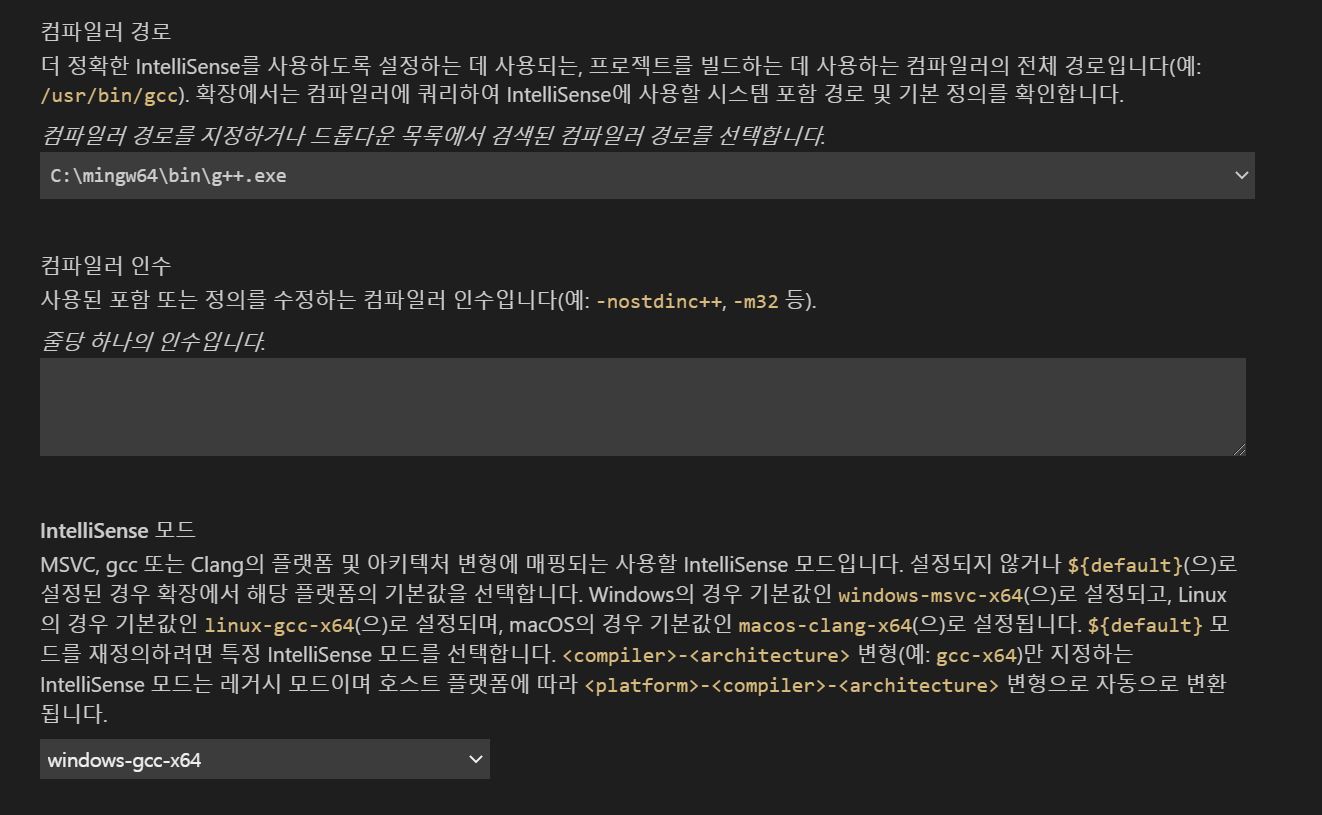 컴파일러 경로
더 정확한 IntelliSense를 사용하도록 설정하는 데 사용되는, 프로젝트를 빌드하는 데 사용하는 컴파일러의 전체 경로입니다(예:
/usr/bin/gcc). 확장에서는 컴파일러에 쿼리하여 IntelliSense에 사용할 시스템 포함 경로 및 기본 정의를 확인합니다.
컴파일러 경로를 지정하거나 드롭다운 목록에서 검색된 컴파일러 경로를 선택합니다.
C:\mingw64\bin\g++.exe
컴파일러 인수
사용된 포함 또는 정의를 수정하는 컴파일러 인수입니다(예: -nostdinc++, -m32 등).
줄당 하나의 인수입니다.
IntelliSense 모드
MSVC, gcc 또는 Clang의 플랫폼 및 아키텍처 변형에 매핑되는 사용할 IntelliSense 모드입니다. 설정되지 않거나 ${default}(으)로
설정된 경우 확장에서 해당 플랫폼의 기본값을 선택합니다. Windows의 경우 기본값인 windows-msvc-x64(으)로 설정되고, Linux
의 경우 기본값인 linux-gcc-x64(으)로 설정되며, macOS의 경우 기본값인 macos-clang-x64(으)로 설정됩니다. ${default} 모
드를 재정의하려면 특정 IntelliSense 모드를 선택합니다. <compiler>-<architecture> 변형(예: gcc-x64)만 지정하는
IntelliSense 모드는 레거시 모드이며 호스트 플랫폼에 따라 <platform>-<compiler>-<architecture> 변형으로 자동으로 변환
됩니다.
windows-gcc-x64